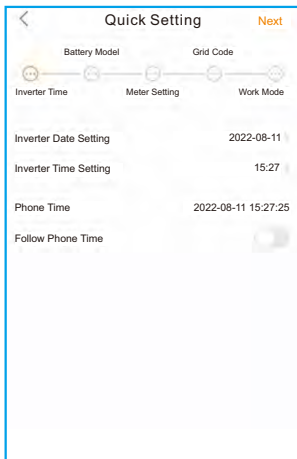 Quick Setting Next
Battery Model Grid Code
Inverter Time Meter Setting Work Mode
Inverter Date Setting 2022-08-11
Inverter Time Setting 15:27
Phone Time 2022-08-11 15:27:25
Follow Phone Time